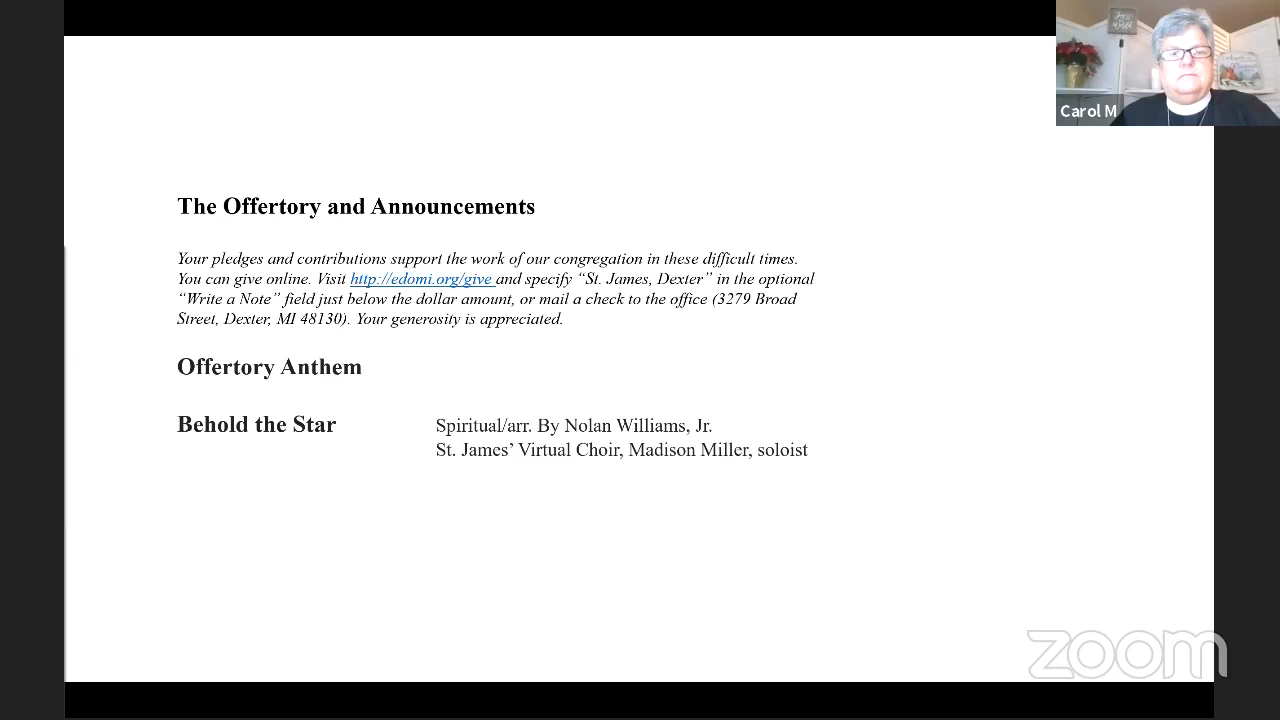 Carol M
The Offertory and Announcements
Your pledges and contributions support the work of our congregation in these difficult times.
You can give online. Visit http://edomi.org/give and specify “St. James, Dexter” in the optional
“Write a Note” field just below the dollar amount, or mail a check to the office (3279 Broad
Street, Dexter, MI 48130). Your generosity is appreciated.
Offertory Anthem
Behold the Star
Spiritual/arr. By Nolan Williams, Jr.
St. James’ Virtual Choir, Madison Miller, soloist
zoom